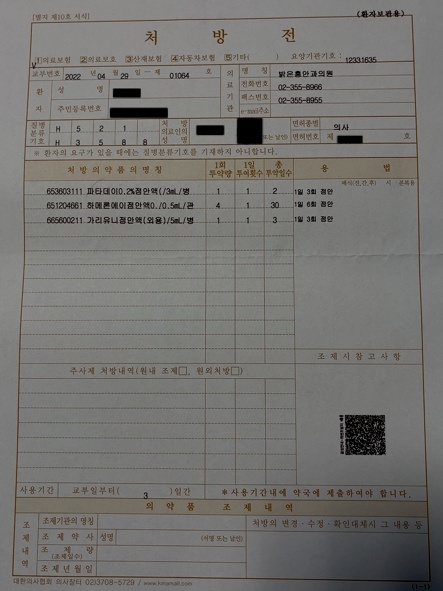 [별지 제10호 서식]
(환자보관용)
처 방 전
V
①의료보험 ②의료보호 ③산재보험 ④자동차보험 ⑤기타( ) 요양기관기호 : 12331635
교부번호 2022 년 04 월 29 일 - 제 01064 호
의료기관
명 칭 밝은홍안과의원
전화번호 02-355-8966
팩스번호 02-355-8955
e-mail주소
환자
성 명
주민등록번호
질병분류기호
H 5 2 1
H 3 5 8 8
처방의료인의성명
(서명 또는 날인)
면허종별 의사
면허번호 제 호
※ 환자의 요구가 있을 때에는 질병분류기호를 기재하지 아니합니다.
처방의약품의명칭 1회투약량 1일투여횟수 총투약일수 용 법
매식(전,간,후) 시 분복용
653603111 파타데이0.2%점안액(/3mL/병 1 1 2 1일 3회 점안
651204661 하메론에이점안액0./0.5mL/관 4 1 30 1일 6회 점안
665600211 가리유니점안액(외용)/5mL/병 1 1 3 1일 3회 점안
조제시참고사항
주사제 처방내역(원내 조제□, 원외처방□)
사용기간 교부일부터( 3 )일간 *사용기간내에 약국에 제출하여야 합니다.
의 약 품 조 제 내 역
조제내역
조제기관의 명칭
처방의 변경·수정·확인대체시 그 내용 등
조 제 약 사 성명 (서명 또는 날인)
조 제 량
(조제일수)
조 제 년 월 일
대한의사협회 의사장터 02)3708-5729 / www.kmamall.com